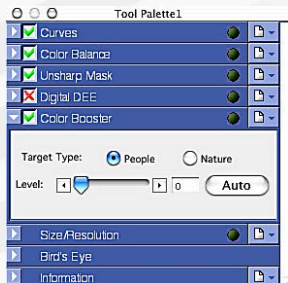 Tool Palette1
Curves
Color Balance
Unsharp Mask
Digital DEE
Color Booster
Target Type: People Nature
Level: 0 Auto
Size/Resolution
Bird's Eye
Information